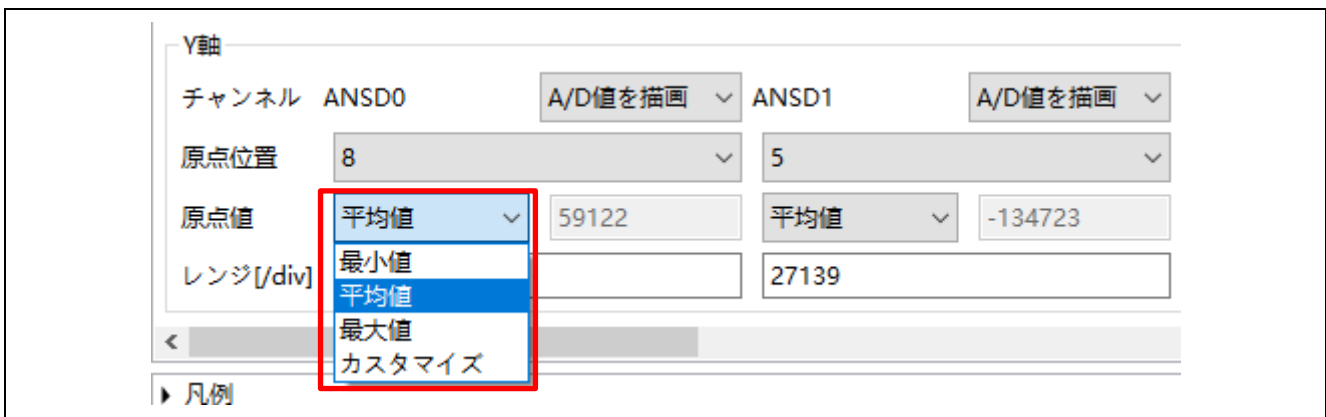 Y軸
チャンネル ANSD0 A/D値を描画 ANSD1 A/D値を描画
原点位置 8 5
原点値 平均値 59122 平均値 -134723
レンジ[/div] 27139
最小値
平均値
最大値
カスタマイズ
凡例